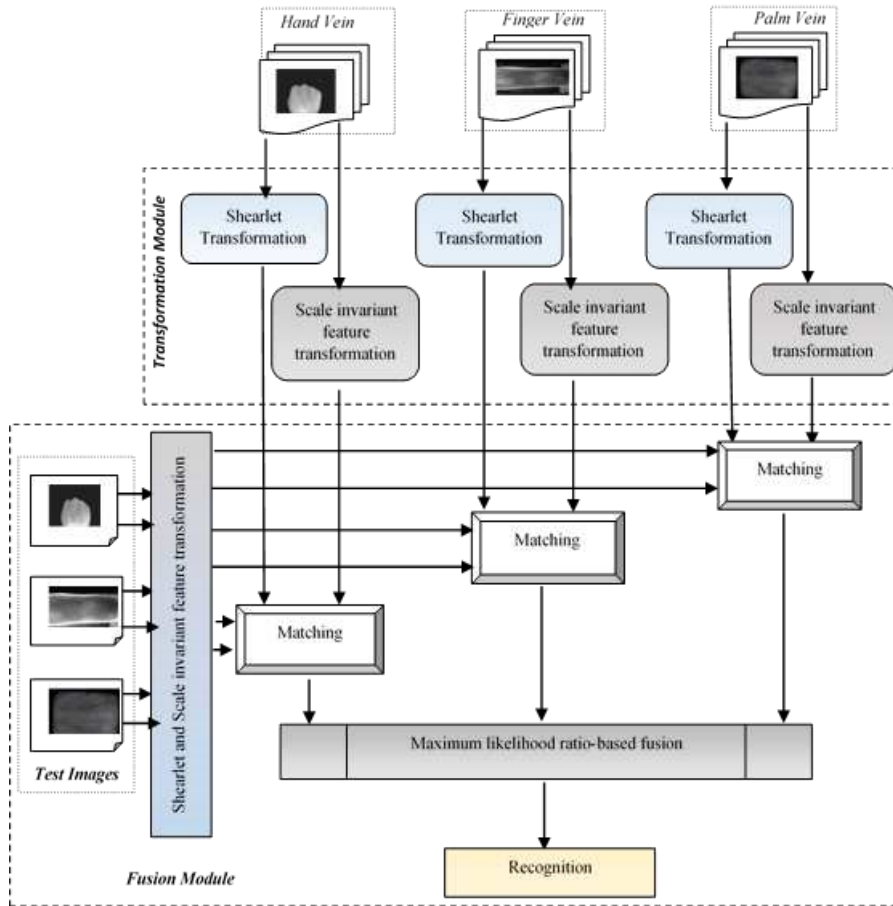 Hand Vein
Finger Vein
Palm Vein
Transformation Module
Shearlet
Transformation
Shearlet
Transformation
Shearlet
Transformation
Scale invariant
feature
transformation
Scale invariant
feature
transformation
Scale invariant
feature
transformation
Shearlet and Scale invariant feature transformation
Matching
Matching
Matching
Maximum likelihood ratio-based fusion
Test Images
Recognition
Fusion Module